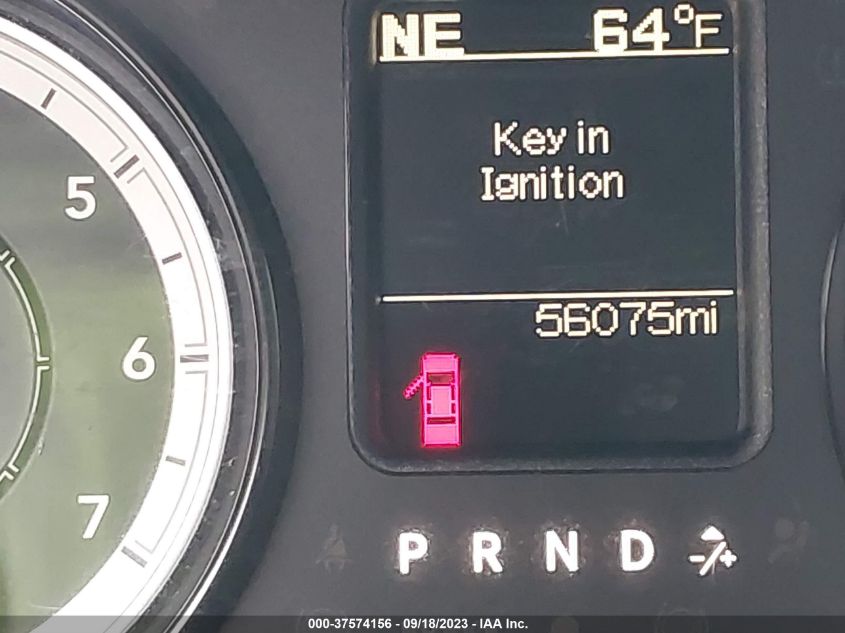 NE 64°F
Key in
Ignition
56075mi
5
6
7
P R N D -/+
000-37574156 - 09/18/2023 - IAA Inc.